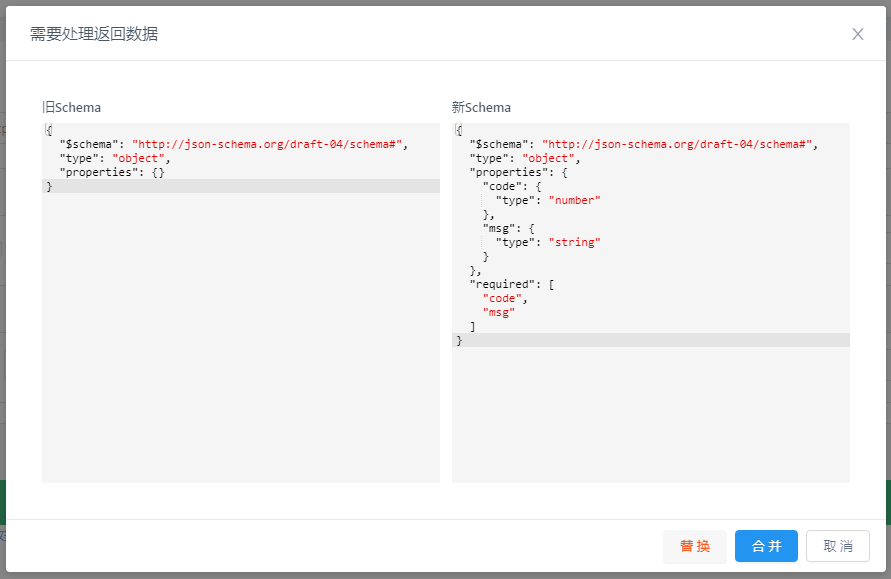 需要处理返回数据
旧Schema
{
  "$schema": "http://json-schema.org/draft-04/schema#",
  "type": "object",
  "properties": {}
}
新Schema
{
  "$schema": "http://json-schema.org/draft-04/schema#",
  "type": "object",
  "properties": {
    "code": {
      "type": "number"
    },
    "msg": {
      "type": "string"
    }
  },
  "required": [
    "code",
    "msg"
  ]
}
替 换
合 并
取 消